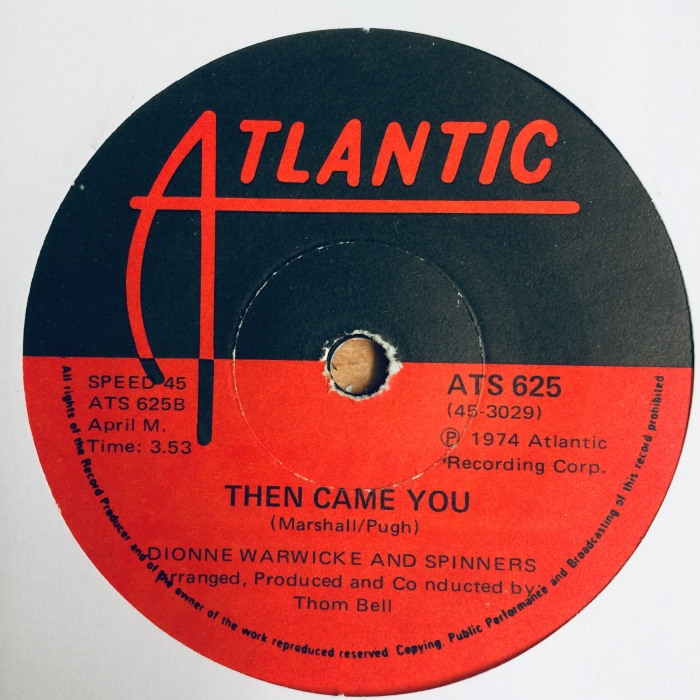 ATLANTIC
SPEED 45
ATS 625B
April M.
Time: 3.53
ATS 625
(45-3029)
Ⓟ 1974 Atlantic
Recording Corp.
THEN CAME YOU
(Marshall/Pugh)
DIONNE WARWICKE AND SPINNERS
Arranged, Produced and Co nducted by:
Thom Bell
All rights of the Record Producer and of the owner of the work reproduced reserved Copying, Public Performance and Broadcasting of this record prohibited